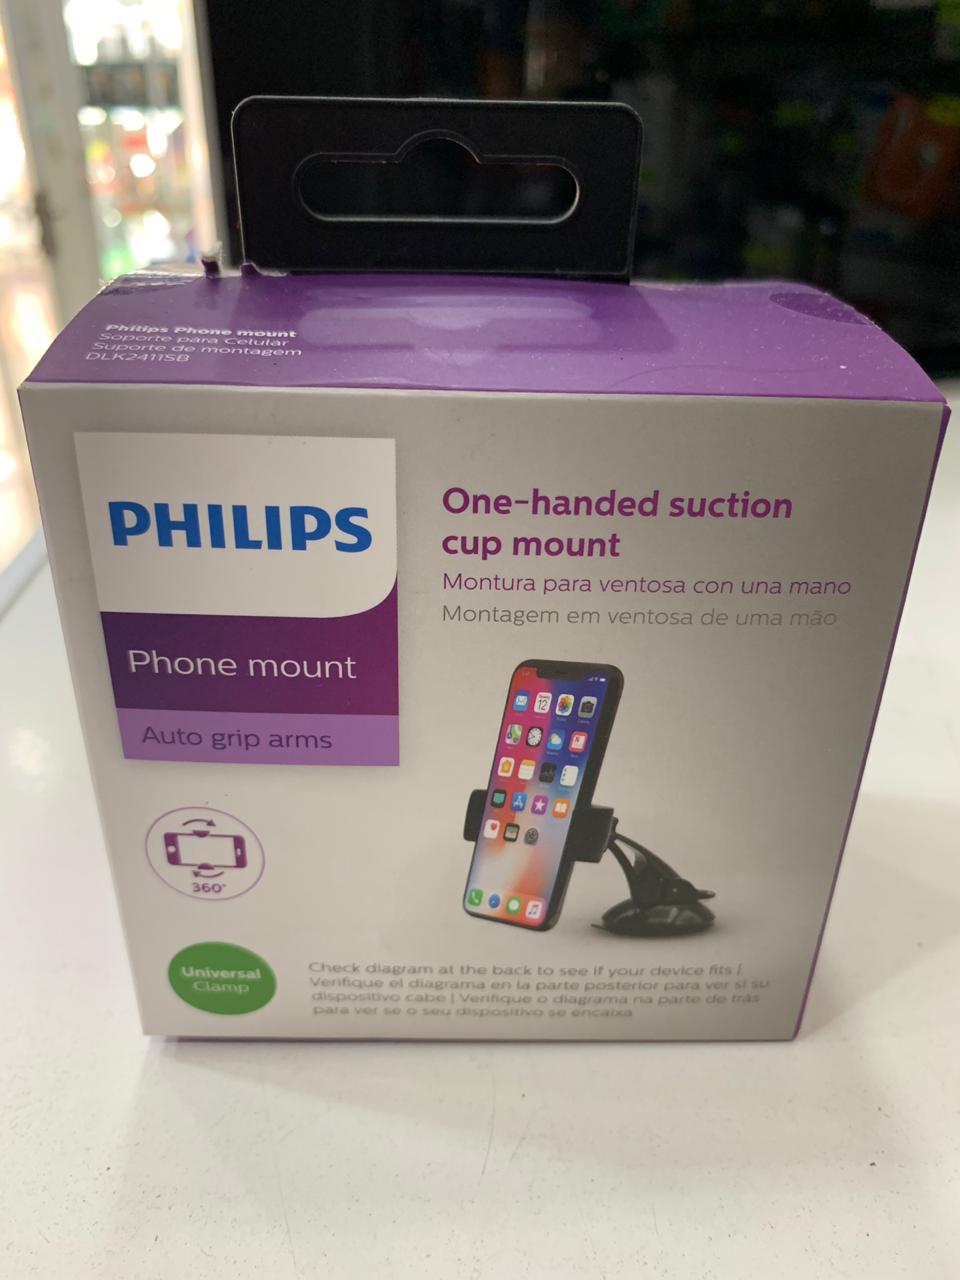 Philips Phone mount
Soporte para Celular
Suporte de montagem
DLK2411SB
PHILIPS
Phone mount
Auto grip arms
One-handed suction
cup mount
Montura para ventosa con una mano
Montagem em ventosa de uma mão
12
360°
Universal
Clamp
Check diagram at the back to see if your device fits |
Verifique el diagrama en la parte posterior para ver si su
dispositivo cabe | Verifique o diagrama na parte de trás
para ver se o seu dispositivo se encaixa